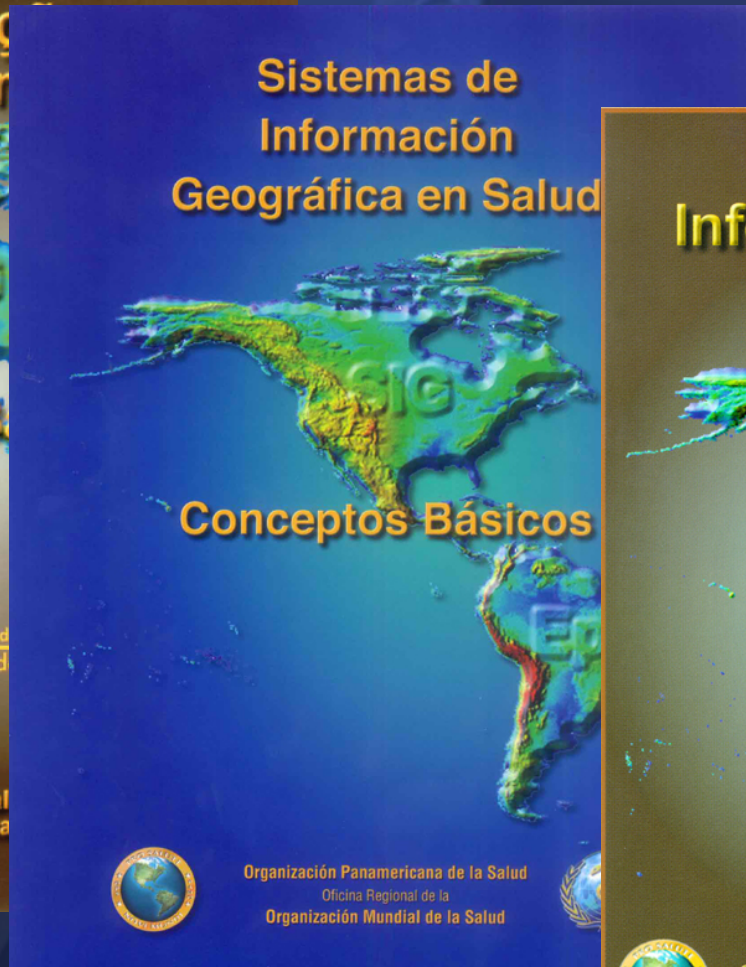 Sistemas de
Información
Geográfica en Salud
SIG
Conceptos Básicos
Ep
Organización Panamericana de la Salud
Oficina Regional de la
Organización Mundial de la Salud
Inf